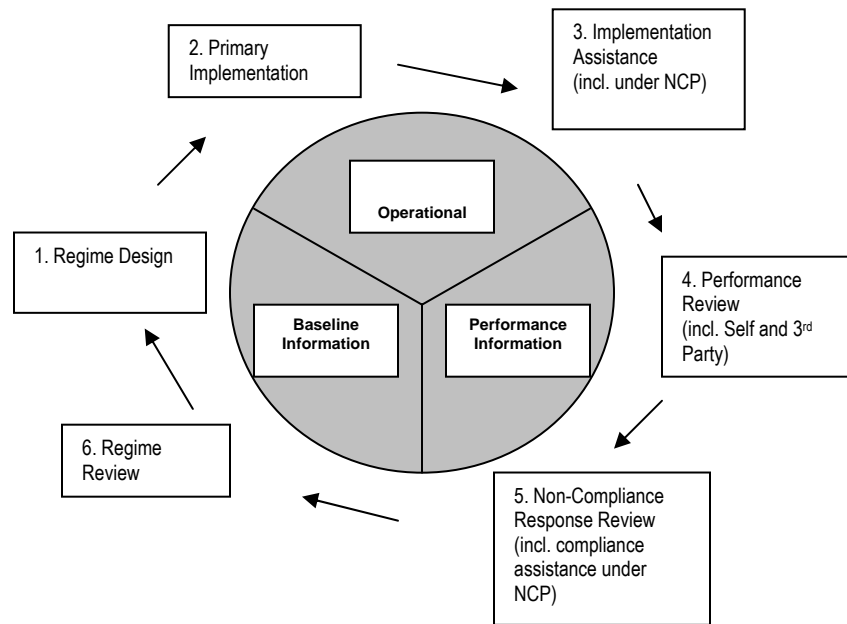 2. Primary
Implementation
3. Implementation
Assistance
(incl. under NCP)
Operational
1. Regime Design
4. Performance
Review
(incl. Self and 3rd
Party)
Baseline
Information
Performance
Information
6. Regime
Review
5. Non-Compliance
Response Review
(incl. compliance
assistance under
NCP)